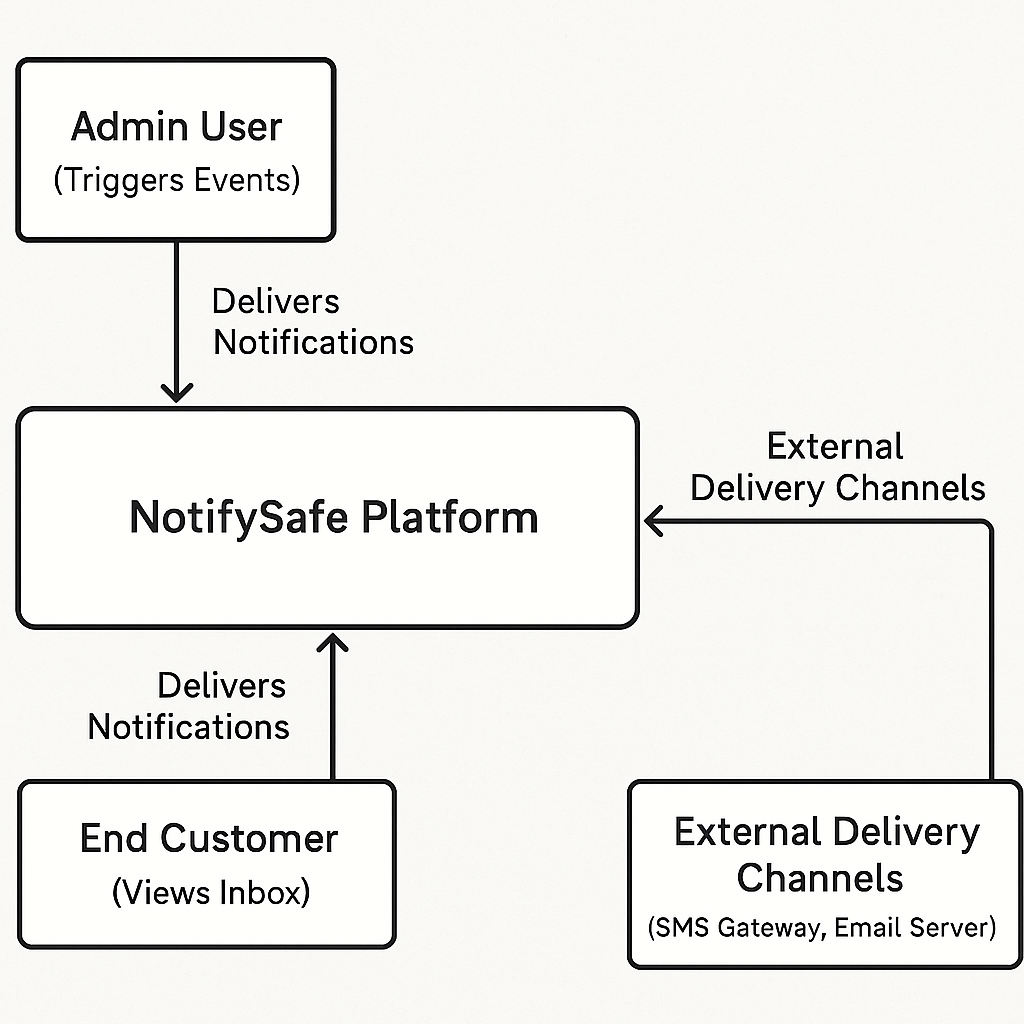 Admin User
(Triggers Events)
Delivers
Notifications
NotifySafe Platform
External
Delivery Channels
Delivers
Notifications
End Customer
(Views Inbox)
External Delivery
Channels
(SMS Gateway, Email Server)